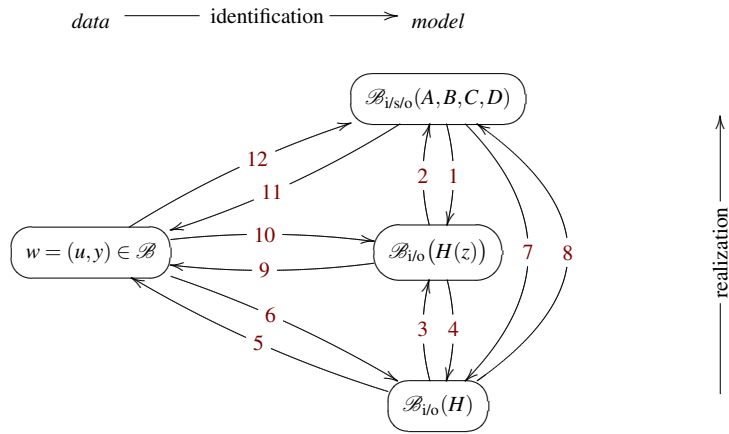 data identification model
ℬi/s/o(A,B,C,D)
12
11
2 1
w = (u,y) ∈ ℬ
10
9
ℬi/o(H(z))
7 8
realization
6
5
3 4
ℬi/o(H)